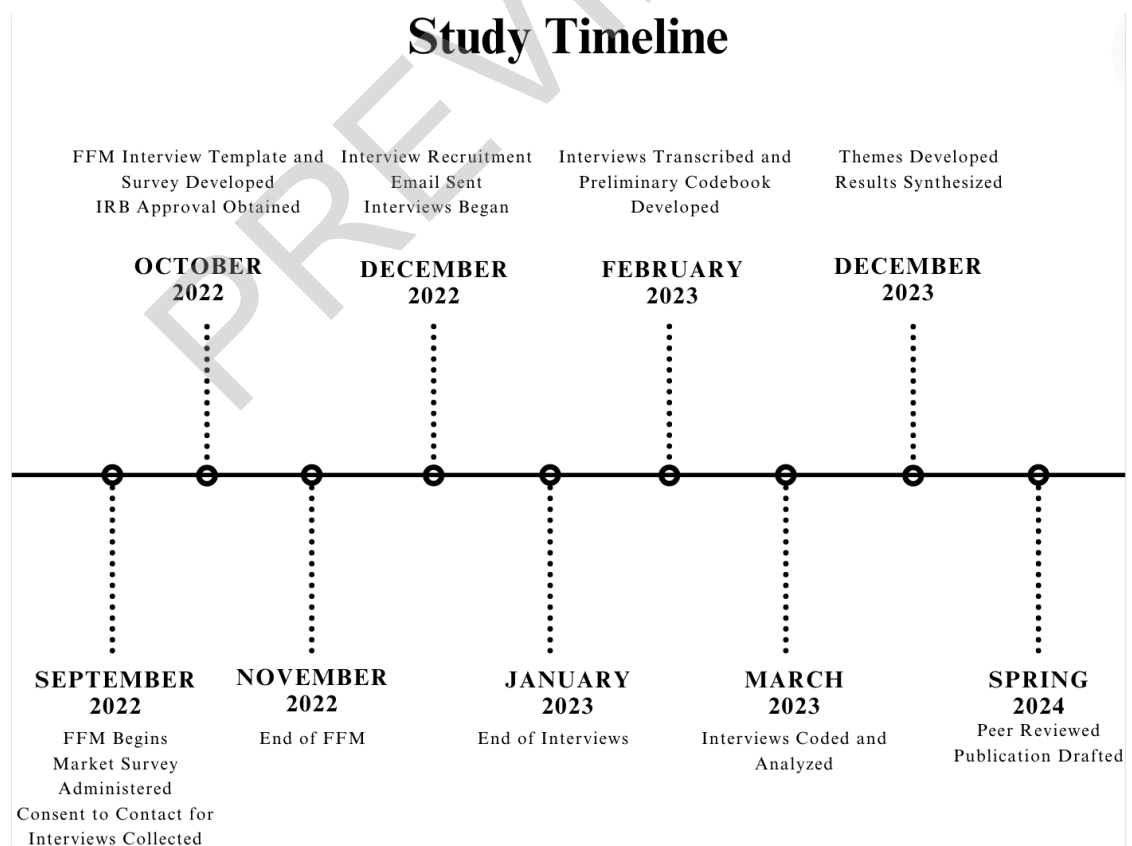 Study Timeline
FFM Interview Template and
Survey Developed
IRB Approval Obtained
OCTOBER
2022
Interview Recruitment
Email Sent
Interviews Began
DECEMBER
2022
Interviews Transcribed and
Preliminary Codebook
Developed
FEBRUARY
2023
Themes Developed
Results Synthesized
DECEMBER
2023
SEPTEMBER
2022
FFM Begins
Market Survey
Administered
Consent to Contact for
Interviews Collected
NOVEMBER
2022
End of FFM
JANUARY
2023
End of Interviews
MARCH
2023
Interviews Coded and
Analyzed
SPRING
2024
Peer Reviewed
Publication Drafted